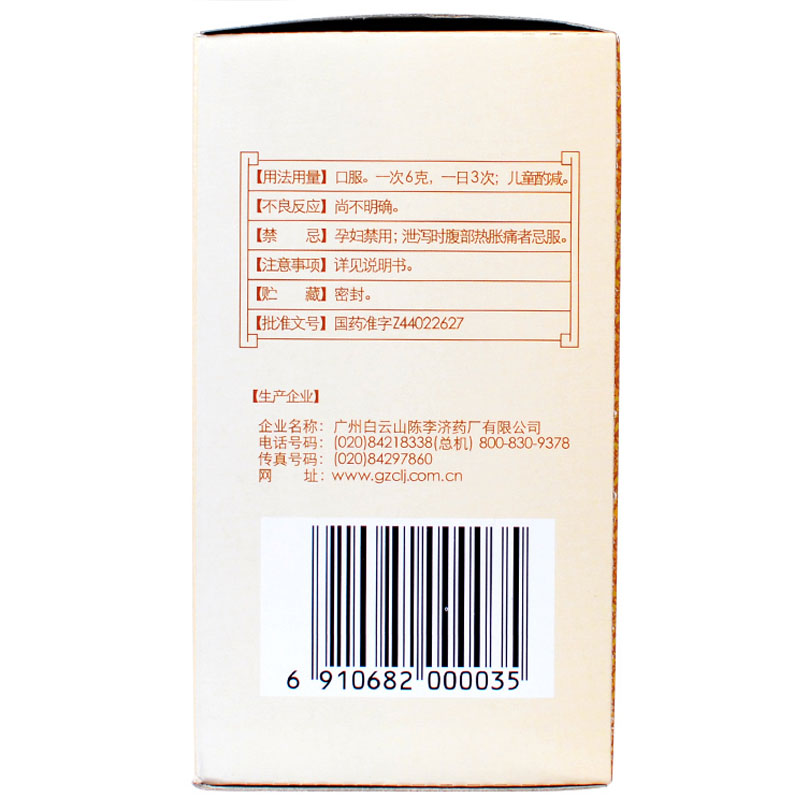 【用法用量】口服。一次6克，一日3次；儿童酌减。
【不良反应】尚不明确。
【禁　　忌】孕妇禁用；泄泻时腹部热胀痛者忌服。
【注意事项】详见说明书。
【贮　　藏】密封。
【批准文号】国药准字Z44022627
【生产企业】
企业名称：广州白云山陈李济药厂有限公司
电话号码：(020)84218338(总机) 800-830-9378
传真号码：(020)84297860
网　　址：www.gzclj.com.cn
6 910682 000035